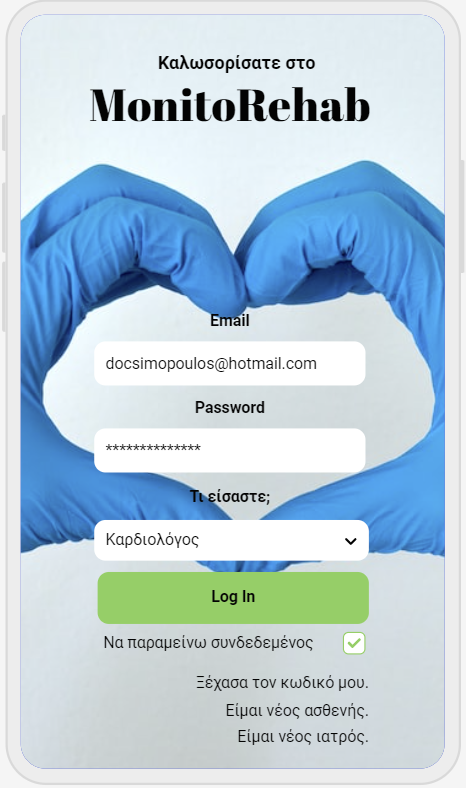 Καλωσορίσατε στο
MonitoRehab
Email
docsimopoulos@hotmail.com
Password
**************
Τι είσαστε;
Καρδιολόγος
Log In
Να παραμείνω συνδεδεμένος
Ξέχασα τον κωδικό μου.
Είμαι νέος ασθενής.
Είμαι νέος ιατρός.